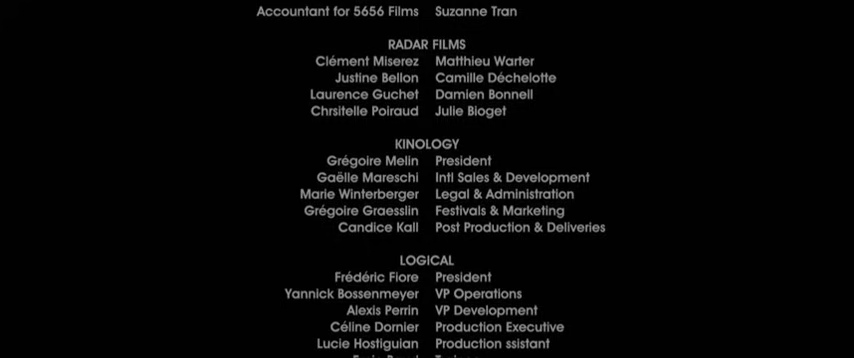 Accountant for 5656 Films Suzanne Tran
RADAR FILMS
Clément Miserez Matthieu Warter
Justine Bellon Camille Déchelotte
Laurence Guchet Damien Bonnell
Chrsitelle Poiraud Julie Bioget
KINOLOGY
Grégoire Melin President
Gaëlle Mareschi Intl Sales & Development
Marie Winterberger Legal & Administration
Grégoire Graesslin Festivals & Marketing
Candice Kall Post Production & Deliveries
LOGICAL
Frédéric Fiore President
Yannick Bossenmeyer VP Operations
Alexis Perrin VP Development
Céline Dornier Production Executive
Lucie Hostiguian Production ssistant